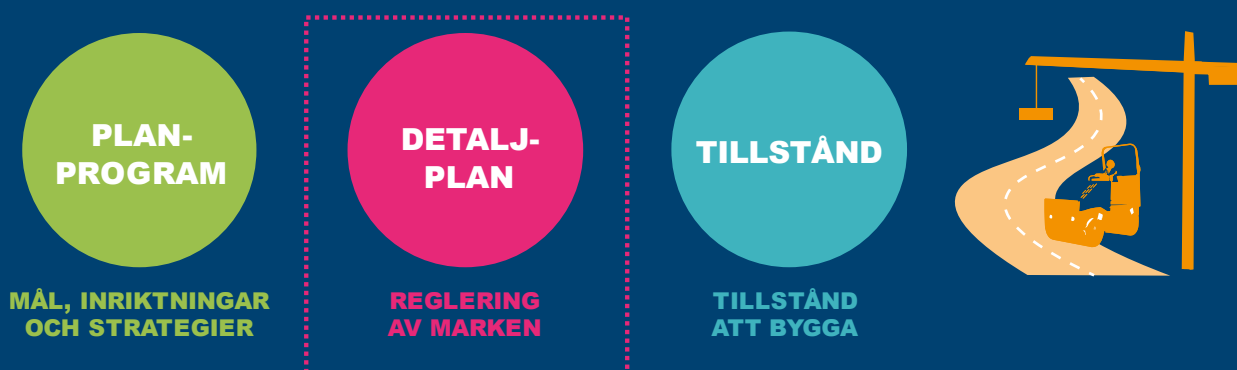 PLAN-
PROGRAM
MÅL, INRIKTNINGAR
OCH STRATEGIER
DETALJ-
PLAN
REGLERING
AV MARKEN
TILLSTÅND
TILLSTÅND
ATT BYGGA